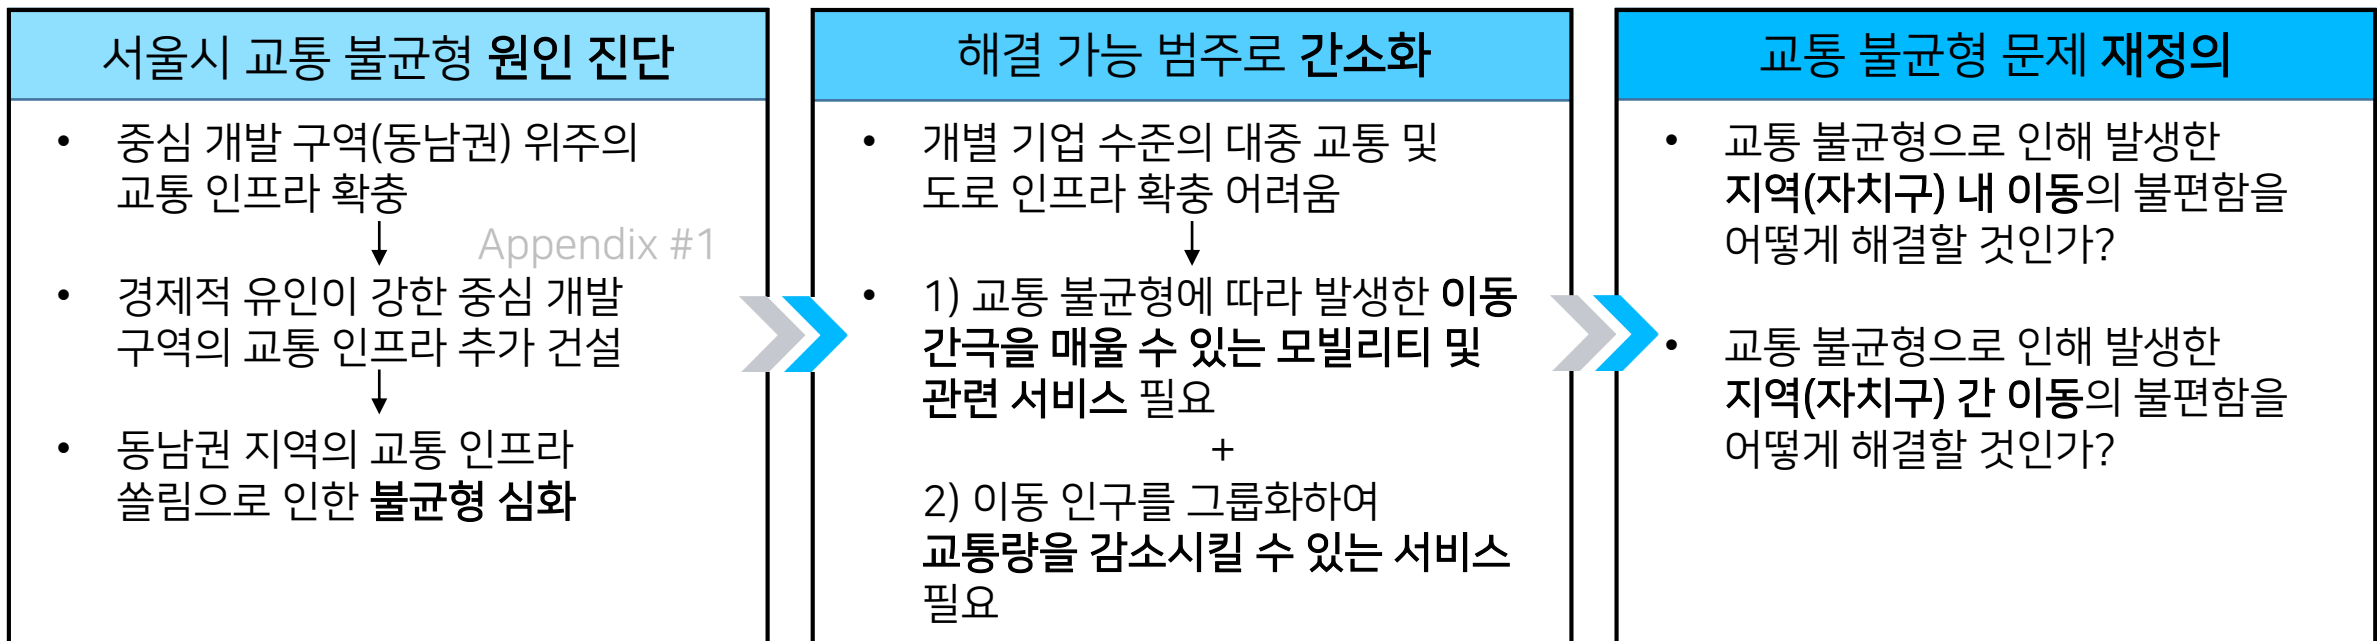 서울시 교통 불균형 원인 진단
• 중심 개발 구역(동남권) 위주의
교통 인프라 확충
Appendix #1
• 경제적 유인이 강한 중심 개발
구역의 교통 인프라 추가 건설
• 동남권 지역의 교통 인프라
쏠림으로 인한 불균형 심화
해결 가능 범주로 간소화
• 개별 기업 수준의 대중 교통 및
도로 인프라 확충 어려움
• 1) 교통 불균형에 따라 발생한 이동
간극을 매울 수 있는 모빌리티 및
관련 서비스 필요
+
2) 이동 인구를 그룹화하여
교통량을 감소시킬 수 있는 서비스
필요
교통 불균형 문제 재정의
• 교통 불균형으로 인해 발생한
지역(자치구) 내 이동의 불편함을
어떻게 해결할 것인가?
• 교통 불균형으로 인해 발생한
지역(자치구) 간 이동의 불편함을
어떻게 해결할 것인가?